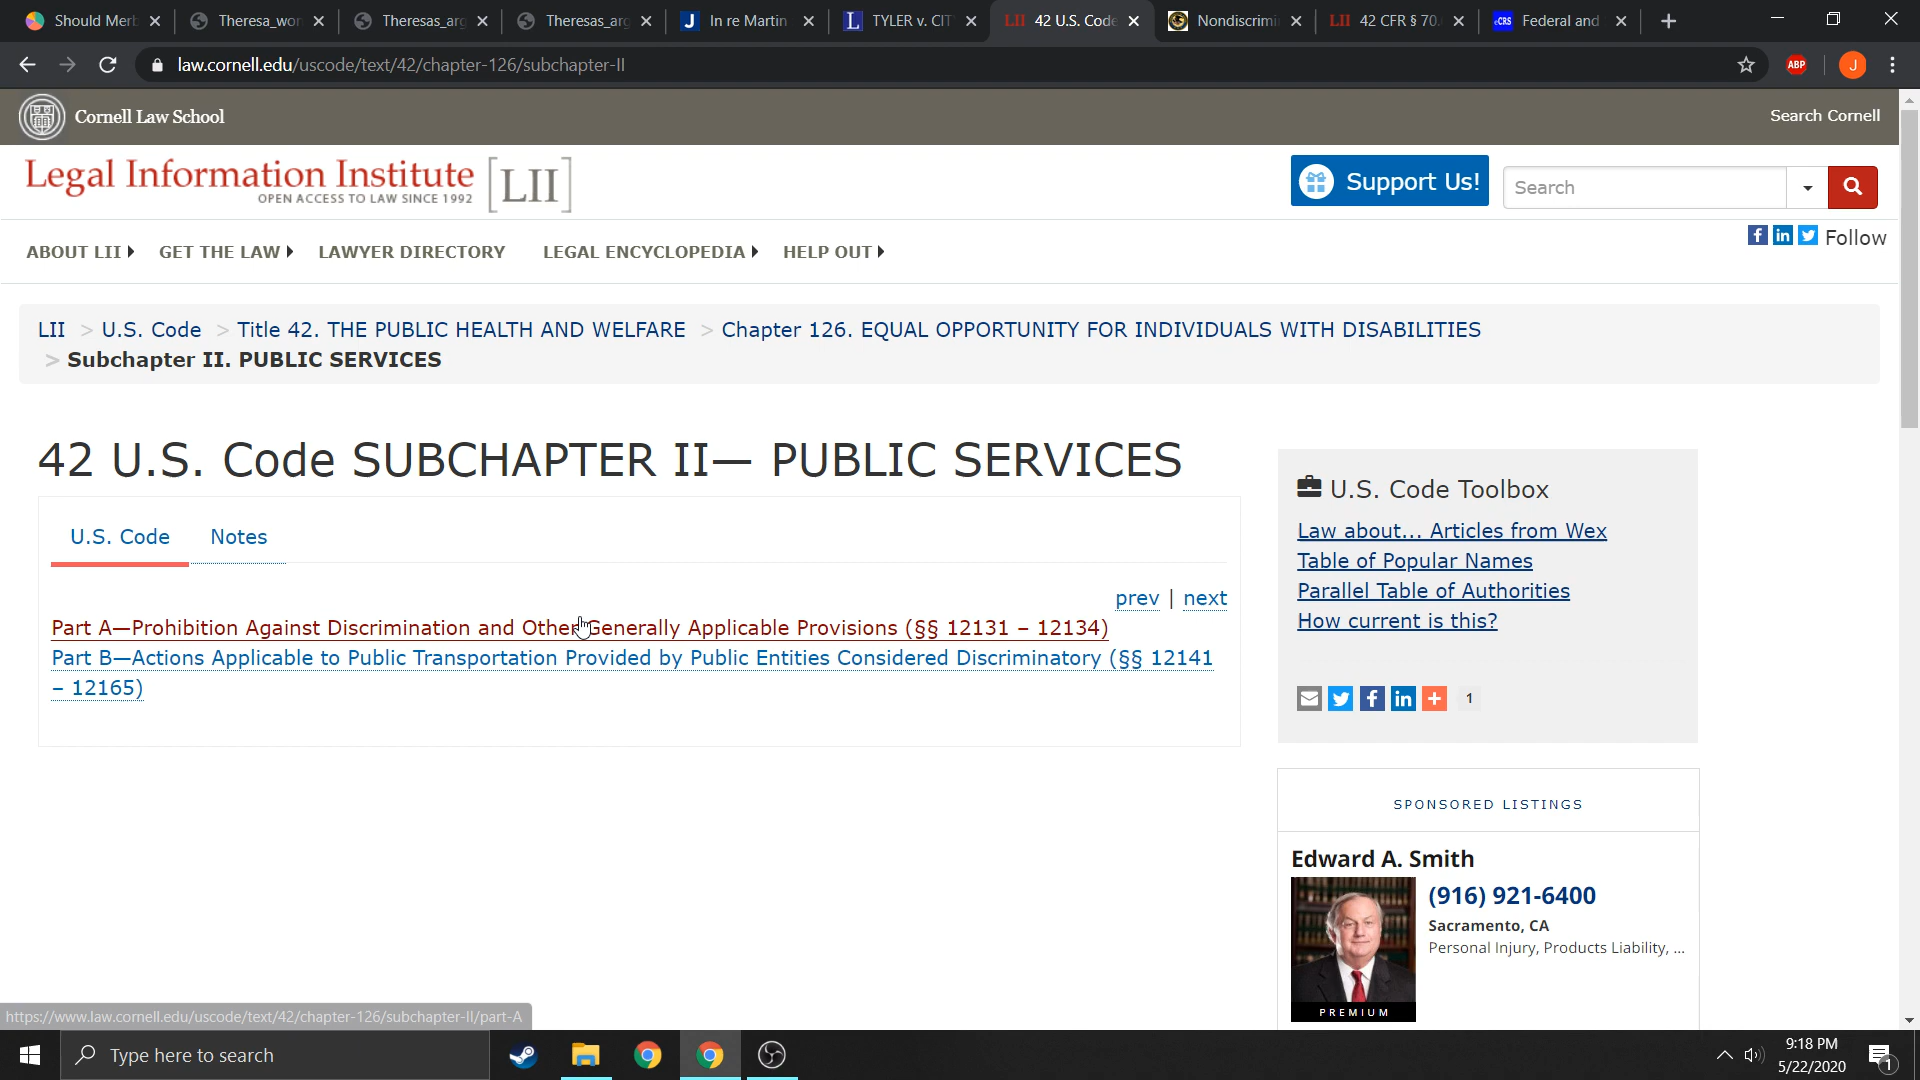 Should Mer
Theresa_wor
Theresas_arg
Theresas_arg
In re Martin
TYLER v. CIT
42 U.S. Code
Nondiscrimi
42 CFR § 70.
Federal and
law.cornell.edu/uscode/text/42/chapter-126/subchapter-II
ABP
J
Cornell Law School
Search Cornell
Legal Information Institute [LII]
OPEN ACCESS TO LAW SINCE 1992
Support Us!
Search
ABOUT LII
GET THE LAW
LAWYER DIRECTORY
LEGAL ENCYCLOPEDIA
HELP OUT
Follow
LII > U.S. Code > Title 42. THE PUBLIC HEALTH AND WELFARE > Chapter 126. EQUAL OPPORTUNITY FOR INDIVIDUALS WITH DISABILITIES
> Subchapter II. PUBLIC SERVICES
42 U.S. Code SUBCHAPTER II— PUBLIC SERVICES
U.S. Code
Notes
prev | next
Part A—Prohibition Against Discrimination and Other Generally Applicable Provisions (§§ 12131 – 12134)
Part B—Actions Applicable to Public Transportation Provided by Public Entities Considered Discriminatory (§§ 12141
– 12165)
U.S. Code Toolbox
Law about... Articles from Wex
Table of Popular Names
Parallel Table of Authorities
How current is this?
1
SPONSORED LISTINGS
Edward A. Smith
(916) 921-6400
Sacramento, CA
Personal Injury, Products Liability, ...
PREMIUM
https://www.law.cornell.edu/uscode/text/42/chapter-126/subchapter-II/part-A
Type here to search
9:18 PM
5/22/2020
1